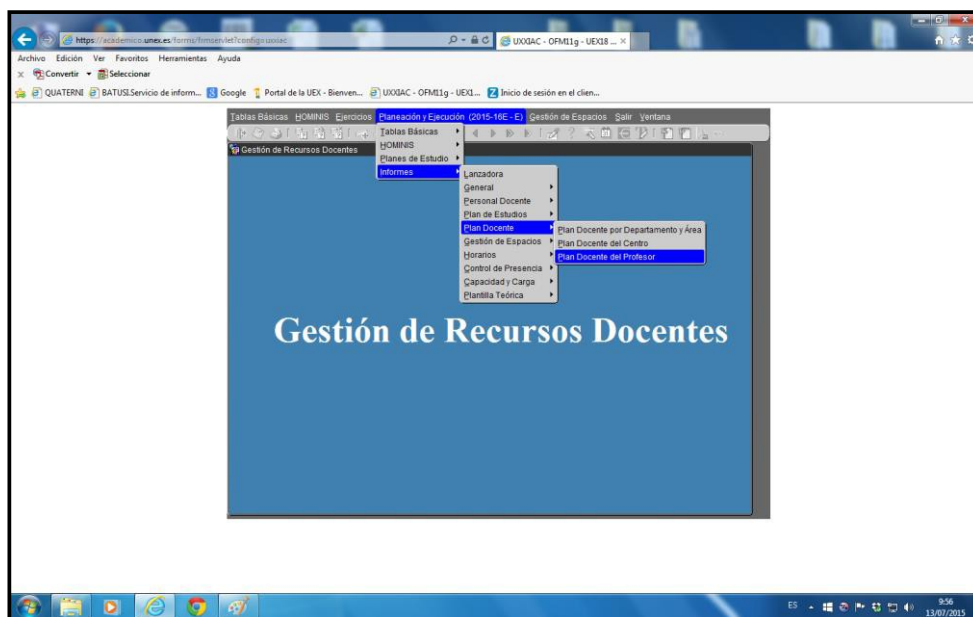 https://academico.unex.es/forms/frmservlet?config=uxxiac
UXXIAC - OFM11g - UEX18 ...
Archivo Edición Ver Favoritos Herramientas Ayuda
Convertir Seleccionar
QUATERNI BATUSI.Servicio de inform... Google Portal de la UEX - Bienven... UXXIAC - OFM11g - UEX1... Inicio de sesión en el clien...
Tablas Básicas HOMINIS Ejercicios Planeación y Ejecución (2015-16E - E) Gestión de Espacios Salir Ventana
Gestión de Recursos Docentes
Tablas Básicas
HOMINIS
Planes de Estudio
Informes
Lanzadora
General
Personal Docente
Plan de Estudios
Plan Docente
Gestión de Espacios
Horarios
Control de Presencia
Capacidad y Carga
Plantilla Teórica
Plan Docente por Departamento y Área
Plan Docente del Centro
Plan Docente del Profesor
Gestión de Recursos Docentes
ES
9:56
13/07/2015